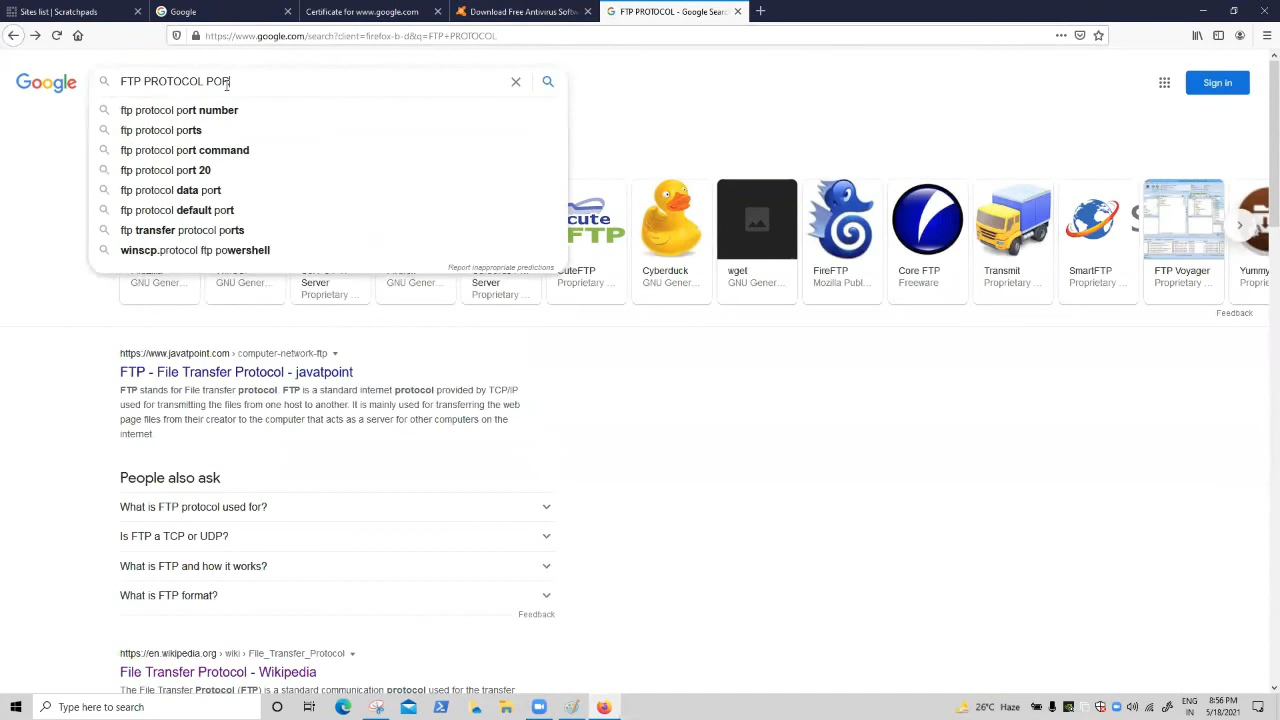 Sites list | Scratchpads
Google
Certificate for www.google.com
Download Free Antivirus Softw
FTP PROTOCOL - Google Sear
https://www.google.com/search?client=firefox-b-d&q=FTP+PROTOCOL
Google
FTP PROTOCOL POR
Sign in
ftp protocol port number
ftp protocol ports
ftp protocol port command
ftp protocol port 20
ftp protocol data port
ftp protocol default port
ftp transfer protocol ports
winscp.protocol ftp powershell
Report inappropriate predictions
cute
FTP
S
Cyberduck
wget
FireFTP
Core FTP
Transmit
SmartFTP
FTP Voyager
Yummy
GNU Gener...
GNU Gener...
Server
Proprietary ...
GNU Gener...
Server
Proprietary ...
Proprietary ...
GNU Gener...
GNU Gener...
Mozilla Publ...
Freeware
Proprietary ...
Proprietary ...
Proprietary ...
Proprietary
Feedback
https://www.javatpoint.com › computer-network-ftp
FTP - File Transfer Protocol - javatpoint
FTP stands for File transfer protocol. FTP is a standard internet protocol provided by TCP/IP
used for transmitting the files from one host to another. It is mainly used for transferring the web
page files from their creator to the computer that acts as a server for other computers on the
internet.
People also ask
What is FTP protocol used for?
Is FTP a TCP or UDP?
What is FTP and how it works?
What is FTP format?
Feedback
https://en.wikipedia.org › wiki › File_Transfer_Protocol
File Transfer Protocol - Wikipedia
The File Transfer Protocol (FTP) is a standard communication protocol used for the transfer
Type here to search
26°C Haze
ENG
IN
8:56 PM
5/18/2021